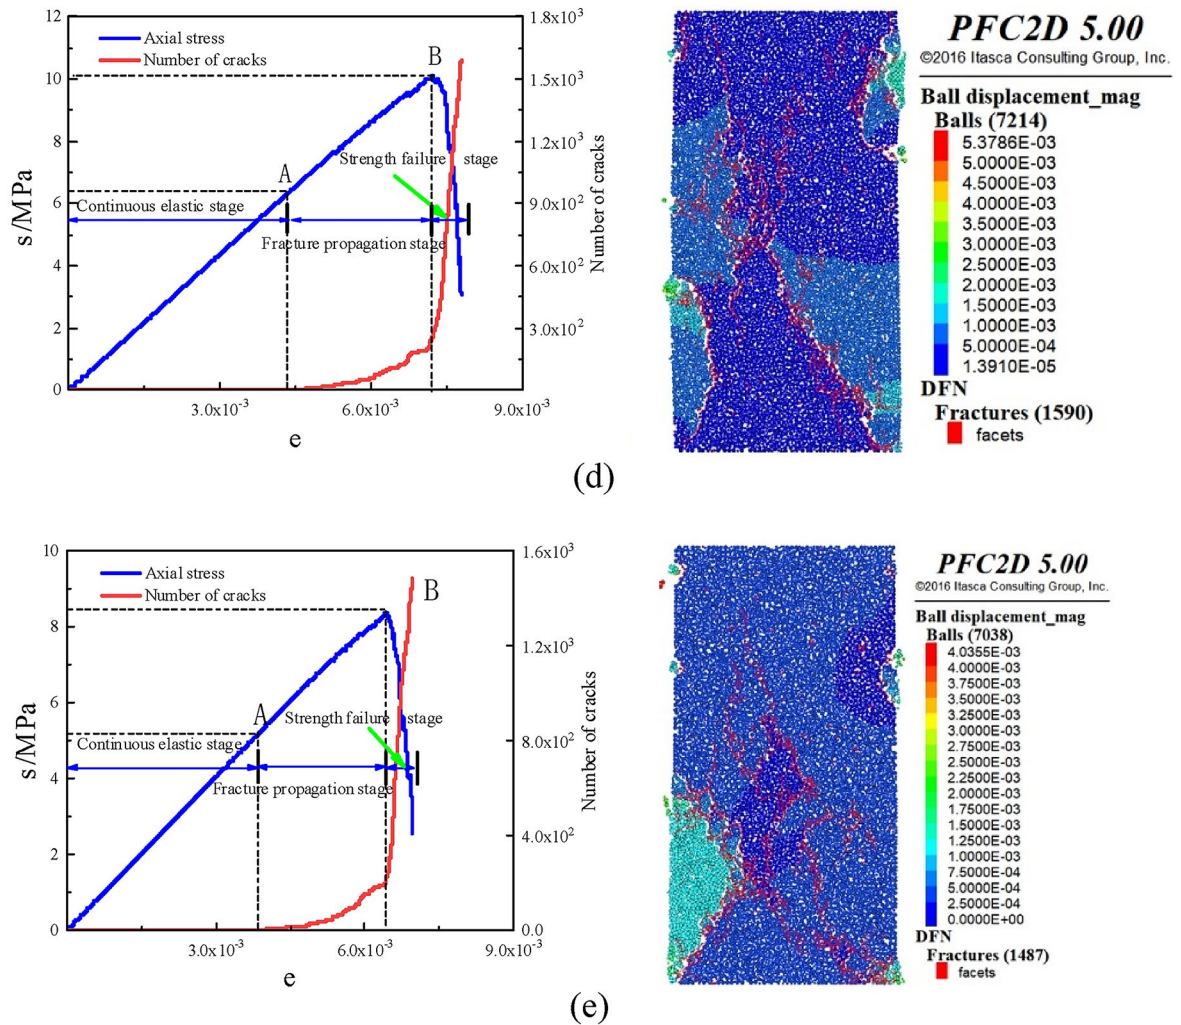 12
10
8
6
4
2
0
s/MPa
Axial stress
Number of cracks
B
A
Strength failure stage
Continuous elastic stage
Fracture propagation stage
1.8x10³
1.5x10³
1.2x10³
9.0x10²
6.0x10²
3.0x10²
Number of cracks
3.0x10⁻³
6.0x10⁻³
9.0x10⁻³
e
PFC2D 5.00
©2016 Itasca Consulting Group, Inc.
Ball displacement_mag
Balls (7214)
5.3786E-03
5.0000E-03
4.5000E-03
4.0000E-03
3.5000E-03
3.0000E-03
2.5000E-03
2.0000E-03
1.5000E-03
1.0000E-03
5.0000E-04
1.3910E-05
DFN
Fractures (1590)
facets
(d)
10
8
6
4
2
0
s/MPa
Axial stress
Number of cracks
B
A
Strength failure stage
Continuous elastic stage
Fracture propagation stage
1.6x10³
1.2x10³
8.0x10²
4.0x10²
0.0
Number of cracks
3.0x10⁻³
6.0x10⁻³
9.0x10⁻³
e
PFC2D 5.00
©2016 Itasca Consulting Group, Inc.
Ball displacement_mag
Balls (7038)
4.0355E-03
4.0000E-03
3.7500E-03
3.5000E-03
3.2500E-03
3.0000E-03
2.7500E-03
2.5000E-03
2.2500E-03
2.0000E-03
1.7500E-03
1.5000E-03
1.2500E-03
1.0000E-03
7.5000E-04
5.0000E-04
2.5000E-04
0.0000E+00
DFN
Fractures (1487)
facets
(e)